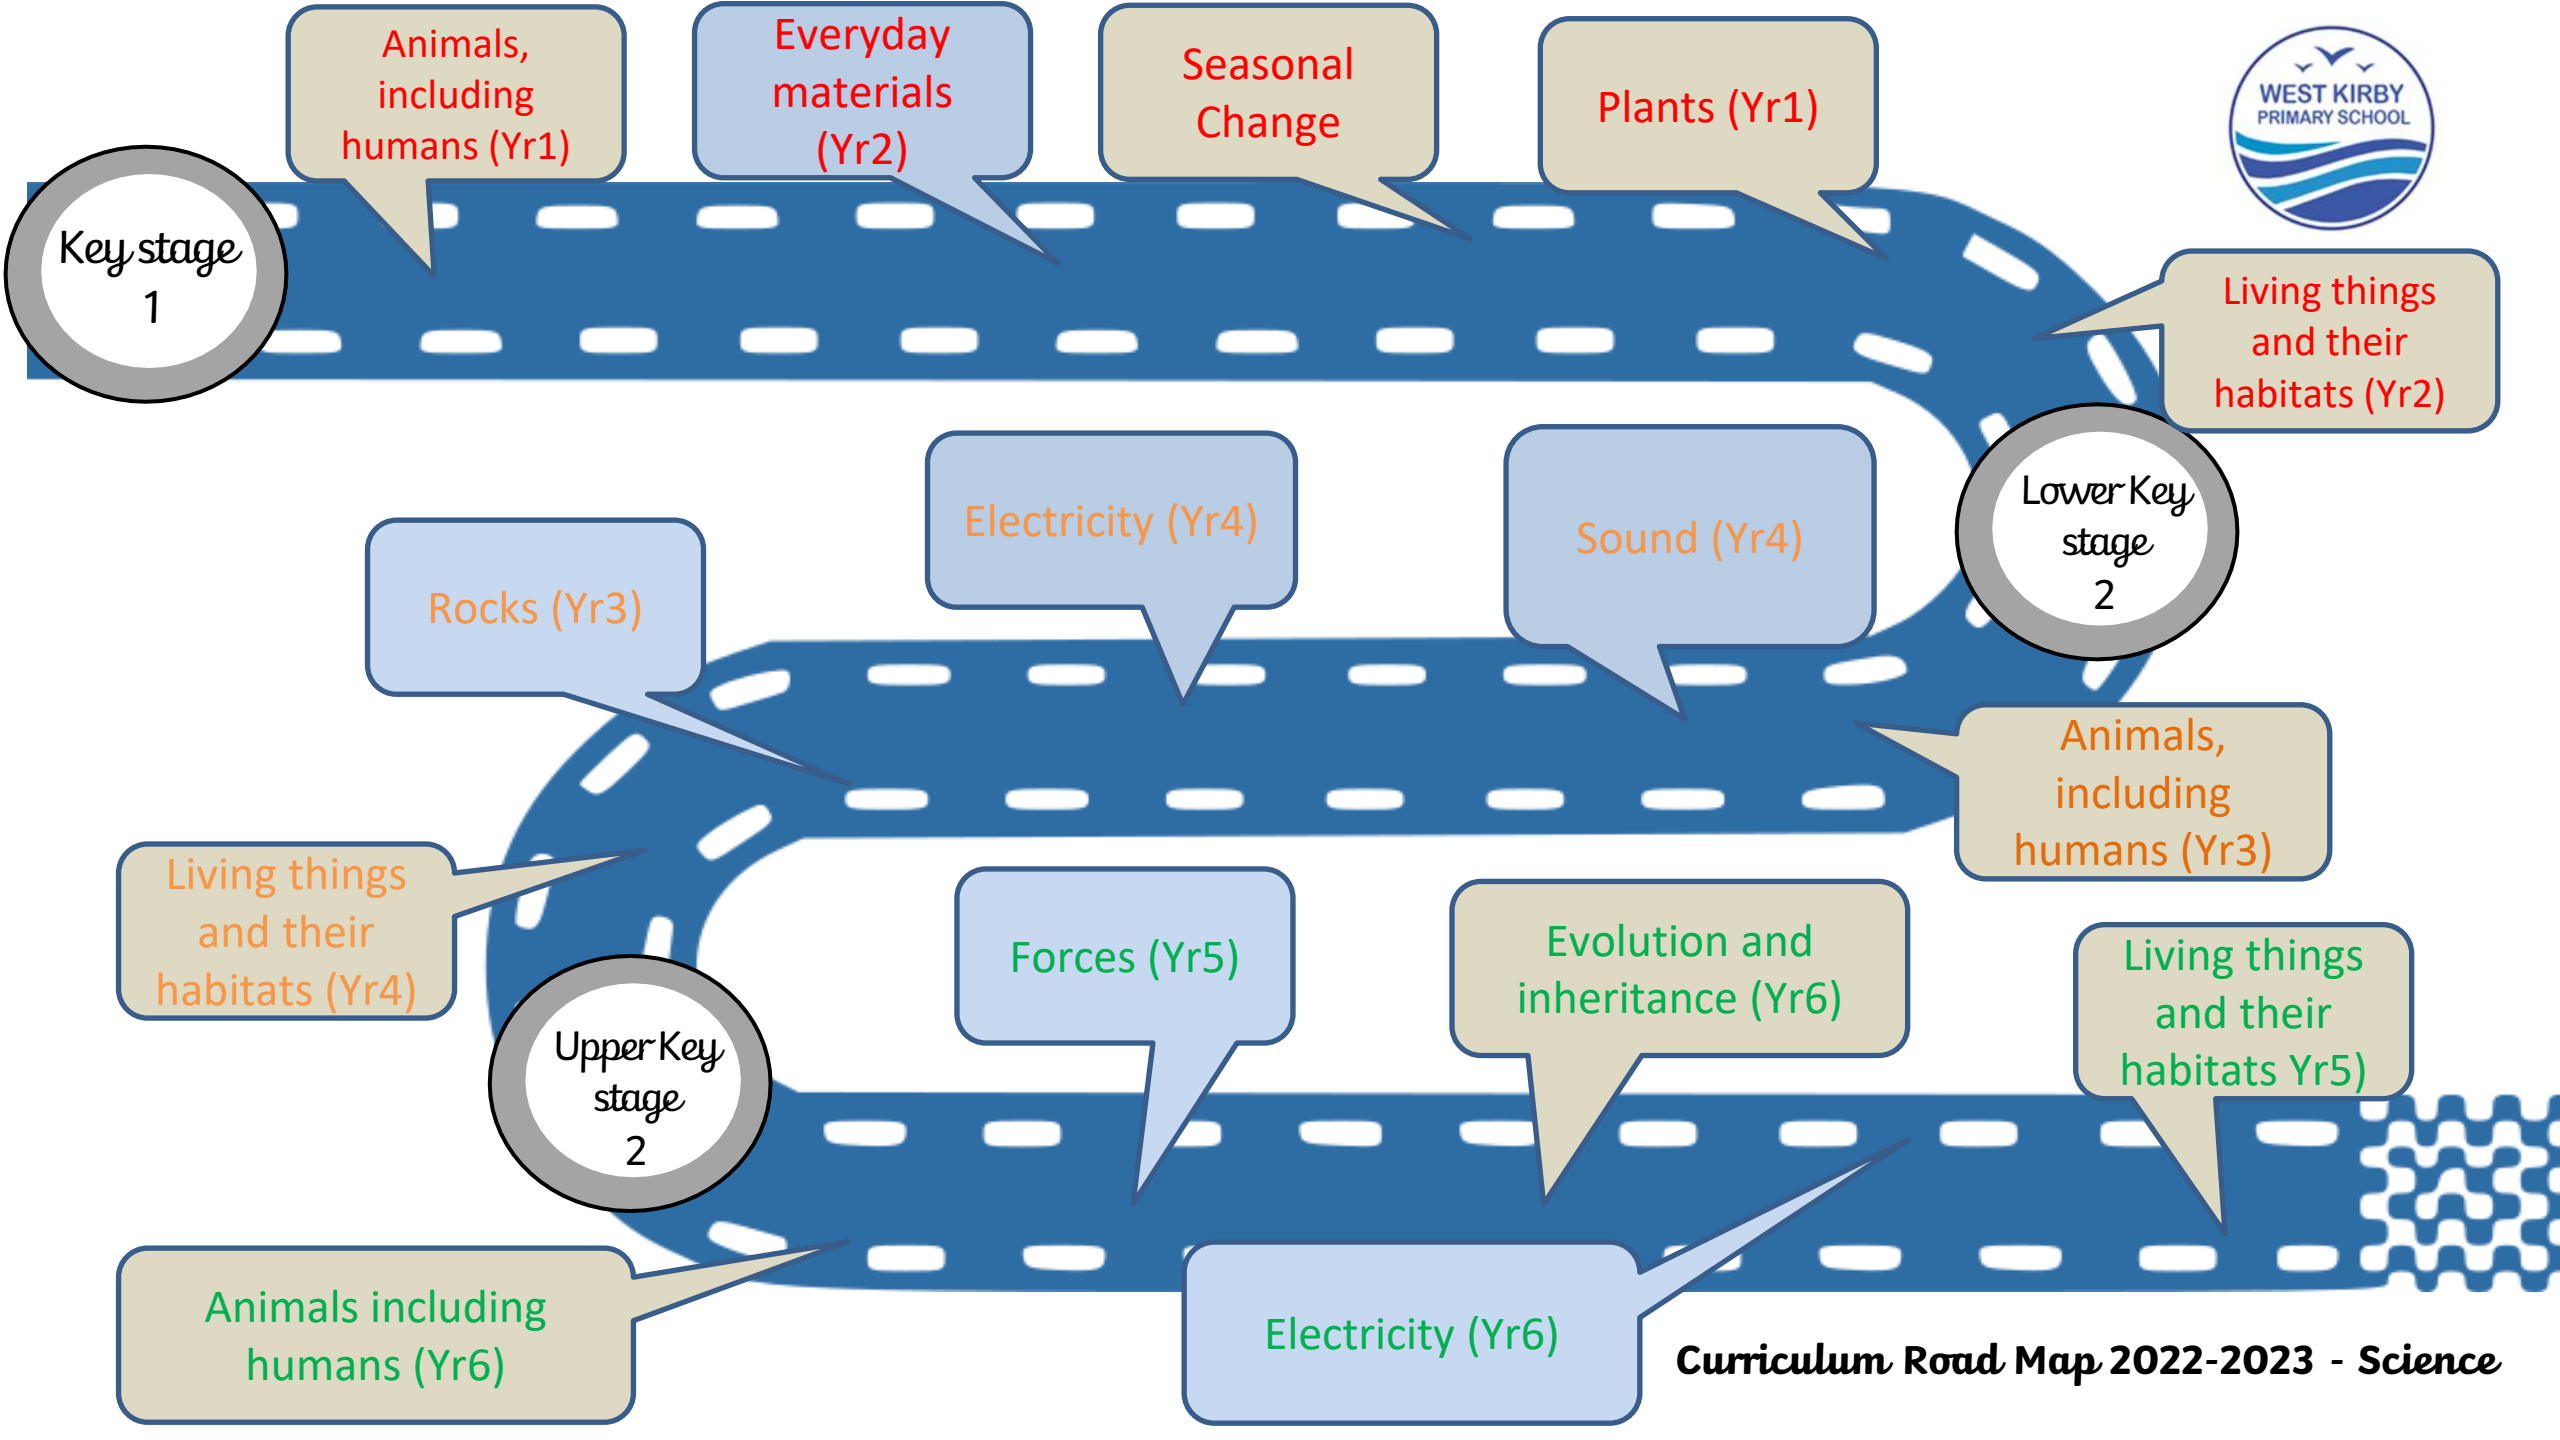 Animals,
including
humans (Yr1)
Everyday
materials
(Yr2)
Seasonal
Change
Plants (Yr1)
WEST KIRBY
PRIMARY SCHOOL
Key stage
1
Living things
and their
habitats (Yr2)
Lower Key
stage
2
Electricity (Yr4)
Sound (Yr4)
Rocks (Yr3)
Animals,
including
humans (Yr3)
Living things
and their
habitats (Yr4)
Forces (Yr5)
Evolution and
inheritance (Yr6)
Living things
and their
habitats Yr5)
Upper Key
stage
2
Animals including
humans (Yr6)
Electricity (Yr6)
Curriculum Road Map 2022-2023 - Science